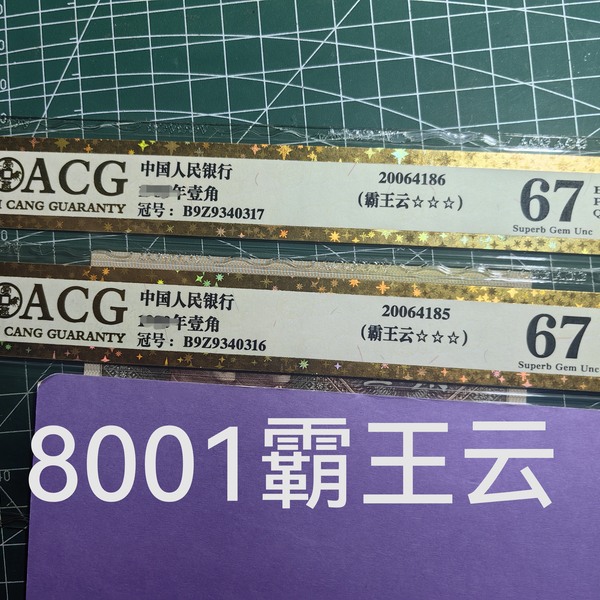 ACG
CANG GUARANTY
中国人民银行
年壹角
冠号: B9Z9340317
20064186
(霸王云☆☆☆)
67
Superb Gem Unc
ACG
CANG GUARANTY
中国人民银行
年壹角
冠号: B9Z9340316
20064185
(霸王云☆☆☆)
67
Superb Gem Unc
8001霸王云